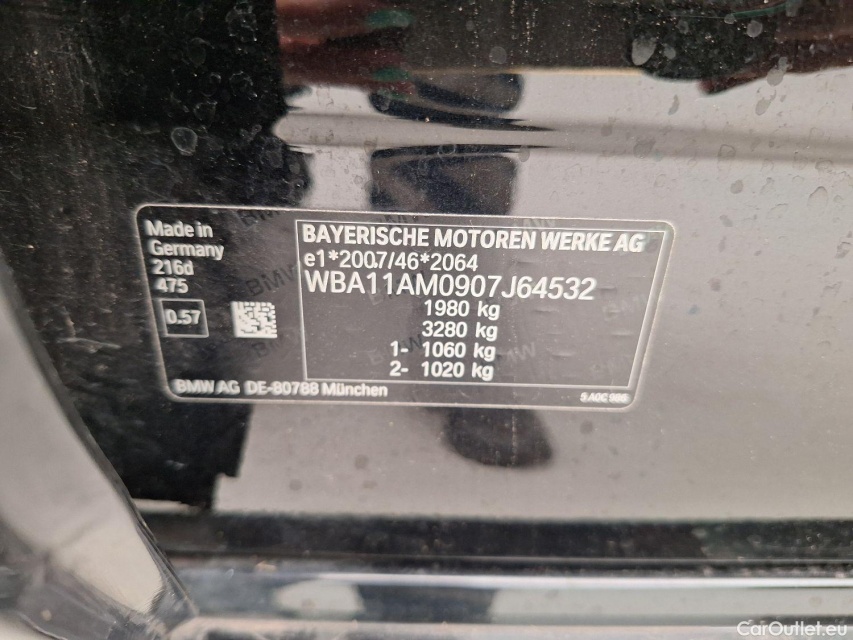 Made in
Germany
216d
475
0.57
BAYERISCHE MOTOREN WERKE AG
e1*2007/46*2064
WBA11AM0907J64532
1980 kg
3280 kg
1- 1060 kg
2- 1020 kg
BMW AG DE-80788 München
CarOutlet.eu